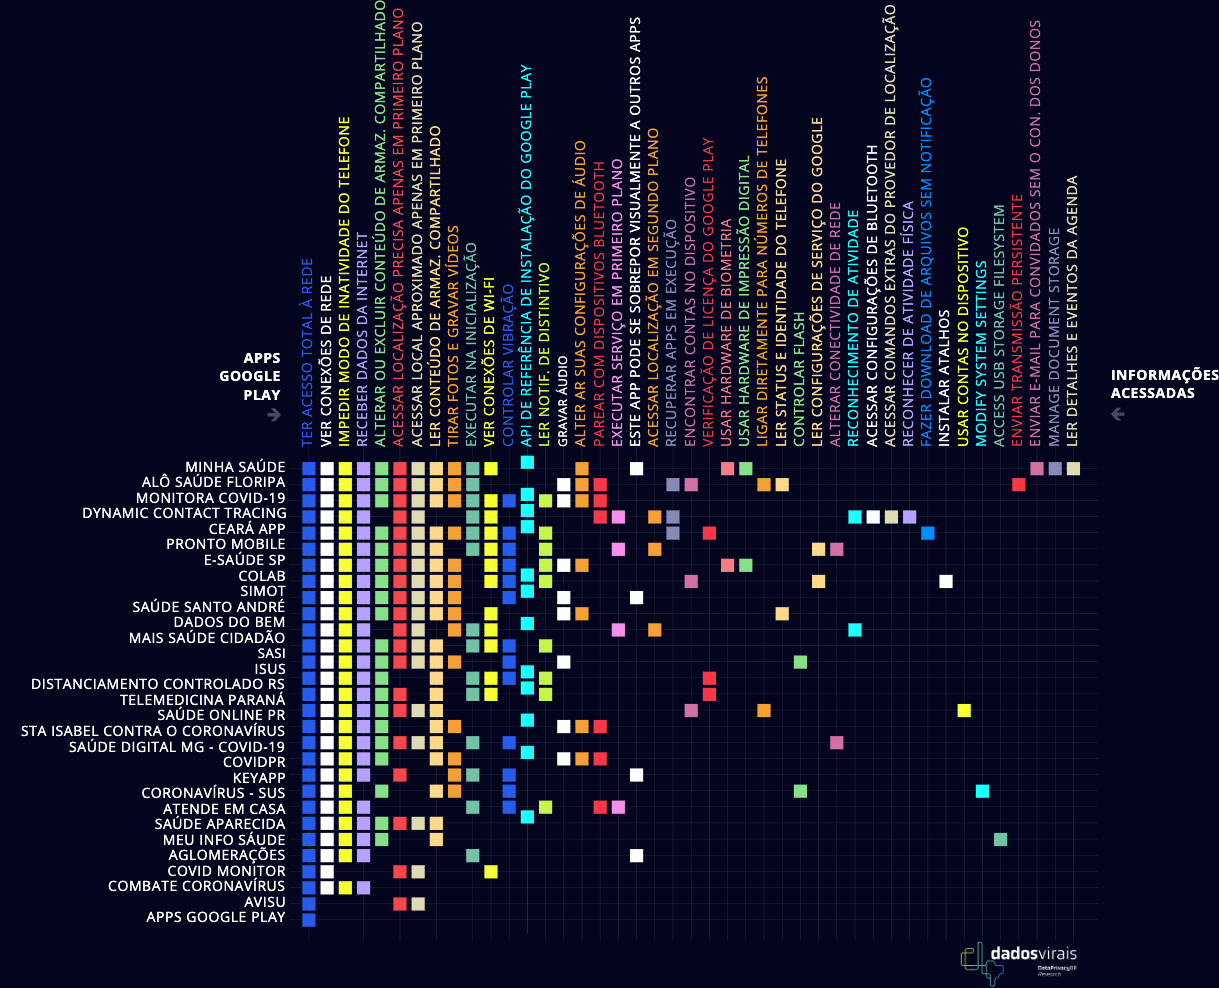 TER ACESSO TOTAL À REDE
VER CONEXÕES DE REDE
IMPEDIR MODO DE INATIVIDADE DO TELEFONE
RECEBER DADOS DA INTERNET
ALTERAR OU EXCLUIR CONTEÚDO DE ARMAZ. COMPARTILHADO
ACESSAR LOCALIZAÇÃO PRECISA APENAS EM PRIMEIRO PLANO
ACESSAR LOCAL APROXIMADO APENAS EM PRIMEIRO PLANO
LER CONTEÚDO DE ARMAZ. COMPARTILHADO
TIRAR FOTOS E GRAVAR VÍDEOS
EXECUTAR NA INICIALIZAÇÃO
VER CONEXÕES DE WI-FI
CONTROLAR VIBRAÇÃO
API DE REFERÊNCIA DE INSTALAÇÃO DO GOOGLE PLAY
LER NOTIF. DE DISTINTIVO
GRAVAR ÁUDIO
ALTER AR SUAS CONFIGURAÇÕES DE ÁUDIO
PAREAR COM DISPOSITIVOS BLUETOOTH
EXECUTAR SERVIÇO EM PRIMEIRO PLANO
ESTE APP PODE SE SOBREPOR VISUALMENTE A OUTROS APPS
ACESSAR LOCALIZAÇÃO EM SEGUNDO PLANO
RECUPERAR APPS EM EXECUÇÃO
ENCONTRAR CONTAS NO DISPOSITIVO
VERIFICAÇÃO DE LICENÇA DO GOOGLE PLAY
USAR HARDWARE DE BIOMETRIA
USAR HARDWARE DE IMPRESSÃO DIGITAL
LIGAR DIRETAMENTE PARA NÚMEROS DE TELEFONES
LER STATUS E IDENTIDADE DO TELEFONE
CONTROLAR FLASH
LER CONFIGURAÇÕES DE SERVIÇO DO GOOGLE
ALTERAR CONECTIVIDADE DE REDE
RECONHECIMENTO DE ATIVIDADE
ACESSAR CONFIGURAÇÕES DE BLUETOOTH
ACESSAR COMANDOS EXTRAS DO PROVEDOR DE LOCALIZAÇÃO
RECONHECER DE ATIVIDADE FÍSICA
FAZER DOWNLOAD DE ARQUIVOS SEM NOTIFICAÇÃO
INSTALAR ATALHOS
USAR CONTAS NO DISPOSITIVO
MODIFY SYSTEM SETTINGS
ACCESS USB STORAGE FILESYSTEM
ENVIAR TRANSMISSÃO PERSISTENTE
ENVIAR E-MAIL PARA CONVIDADOS SEM O CON. DOS DONOS
MANAGE DOCUMENT STORAGE
LER DETALHES E EVENTOS DA AGENDA
APPS
GOOGLE
PLAY
INFORMAÇÕES
ACESSADAS
MINHA SAÚDE
ALÔ SAÚDE FLORIPA
MONITORA COVID-19
DYNAMIC CONTACT TRACING
CEARÁ APP
PRONTO MOBILE
E-SAÚDE SP
COLAB
SIMOT
SAÚDE SANTO ANDRÉ
DADOS DO BEM
MAIS SAÚDE CIDADÃO
SASI
ISUS
DISTANCIAMENTO CONTROLADO RS
TELEMEDICINA PARANÁ
SAÚDE ONLINE PR
STA ISABEL CONTRA O CORONAVÍRUS
SAÚDE DIGITAL MG - COVID-19
COVIDPR
KEYAPP
CORONAVÍRUS - SUS
ATENDE EM CASA
SAÚDE APARECIDA
MEU INFO SÁUDE
AGLOMERAÇÕES
COVID MONITOR
COMBATE CORONAVÍRUS
AVISU
APPS GOOGLE PLAY
dadosvirais
DataPrivacyBR
Research